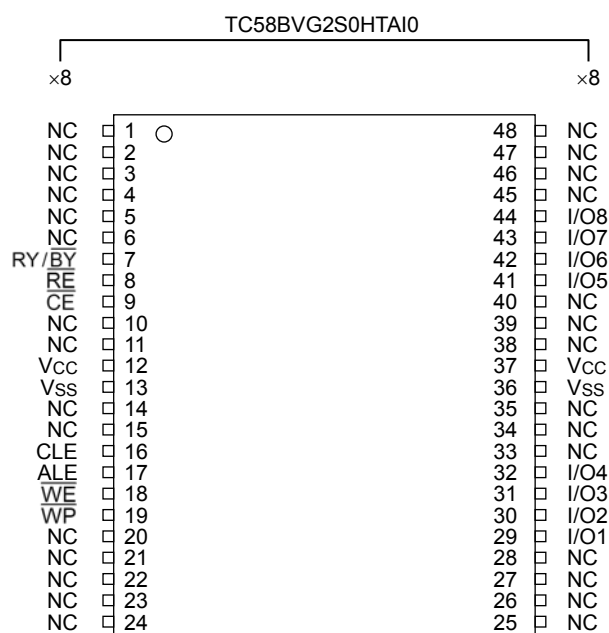 TC58BVG2S0HTAI0
×8 ×8
NC 1 48 NC
NC 2 47 NC
NC 3 46 NC
NC 4 45 NC
NC 5 44 I/O8
NC 6 43 I/O7
RY/B̅Y̅ 7 42 I/O6
R̅E̅ 8 41 I/O5
C̅E̅ 9 40 NC
NC 10 39 NC
NC 11 38 NC
VCC 12 37 VCC
VSS 13 36 VSS
NC 14 35 NC
NC 15 34 NC
CLE 16 33 NC
ALE 17 32 I/O4
W̅E̅ 18 31 I/O3
W̅P̅ 19 30 I/O2
NC 20 29 I/O1
NC 21 28 NC
NC 22 27 NC
NC 23 26 NC
NC 24 25 NC